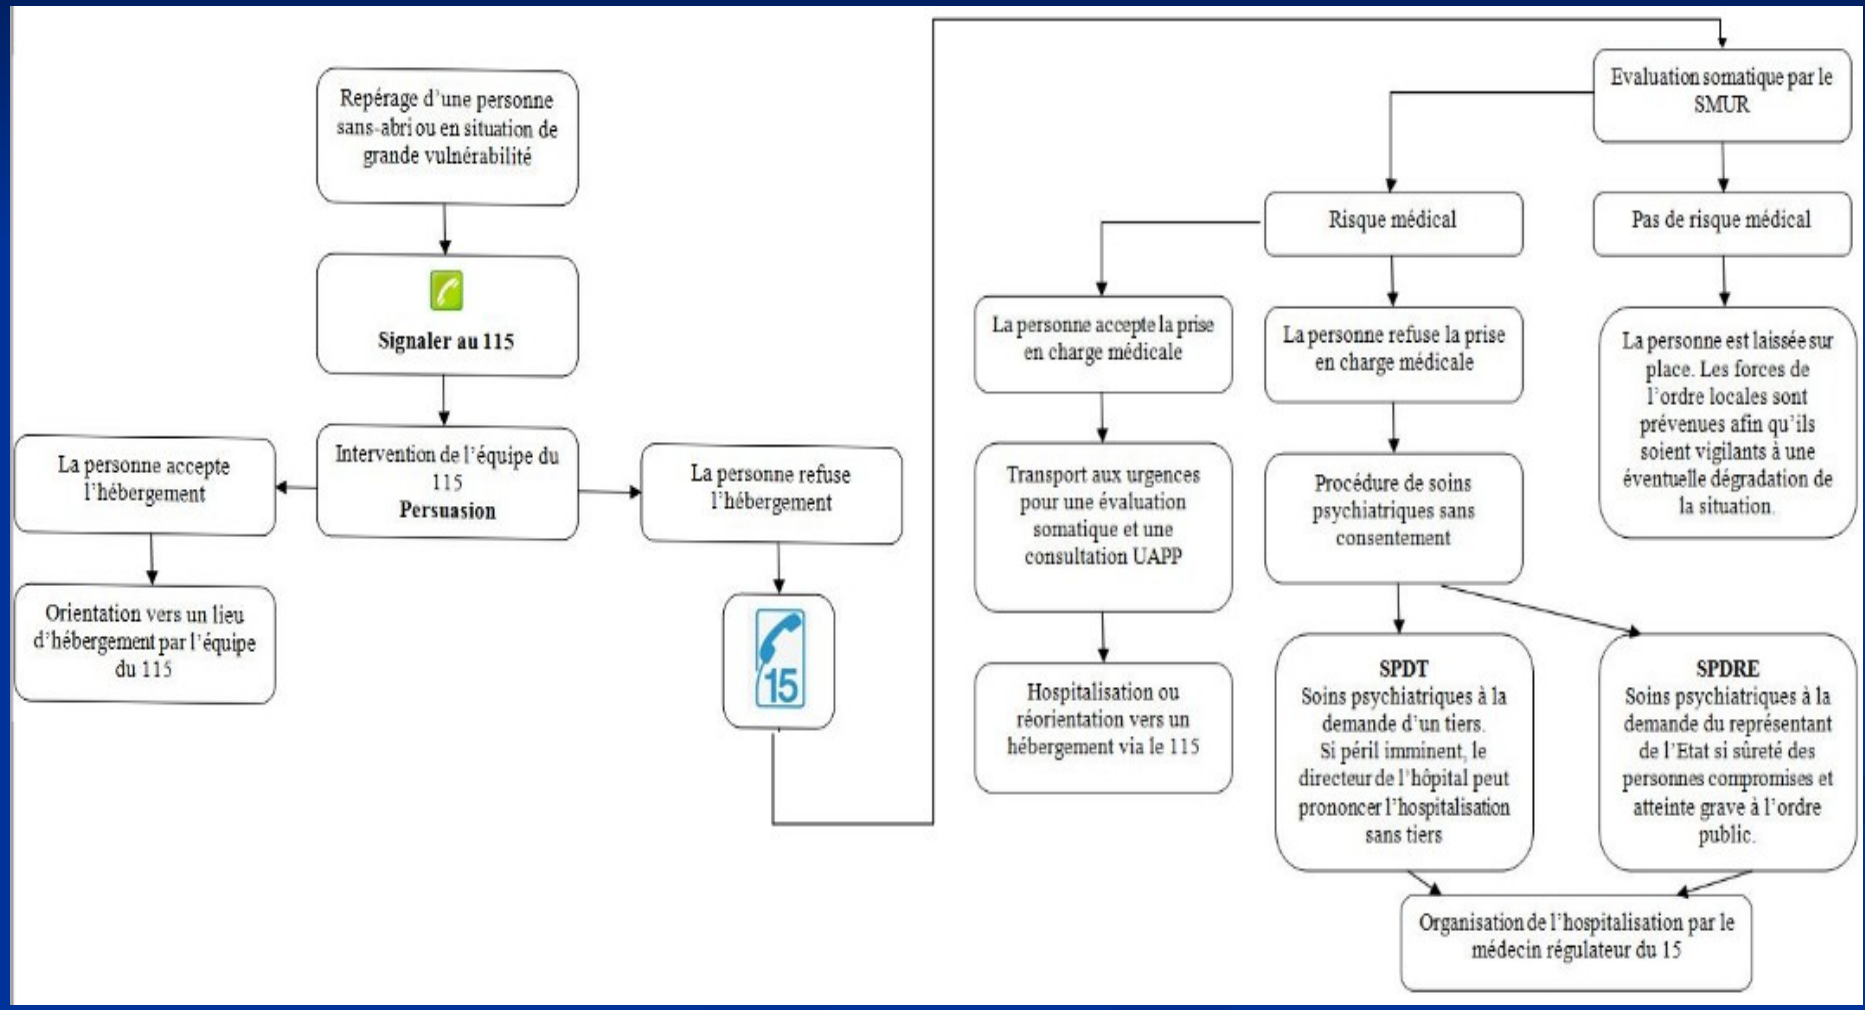 Repérage d'une personne
sans-abri ou en situation de
grande vulnérabilité
Signaler au 115
Intervention de l'équipe du
115
Persuasion
La personne accepte
l'hébergement
Orientation vers un lieu
d'hébergement par l'équipe
du 115
La personne refuse
l'hébergement
15
Evaluation somatique par le
SMUR
Risque médical
Pas de risque médical
La personne accepte la prise
en charge médicale
Transport aux urgences
pour une évaluation
somatique et une
consultation UAPP
Hospitalisation ou
réorientation vers un
hébergement via le 115
La personne refuse la prise
en charge médicale
Procédure de soins
psychiatriques sans
consentement
La personne est laissée sur
place. Les forces de
l'ordre locales sont
prévenues afin qu'ils
soient vigilants à une
éventuelle dégradation de
la situation.
SPDT
Soins psychiatriques à la
demande d'un tiers.
Si péril imminent, le
directeur de l'hôpital peut
prononcer l'hospitalisation
sans tiers
SPDRE
Soins psychiatriques à la
demande du représentant
de l'Etat si sûreté des
personnes compromises et
atteinte grave à l'ordre
public.
Organisation de l'hospitalisation par le
médecin régulateur du 15